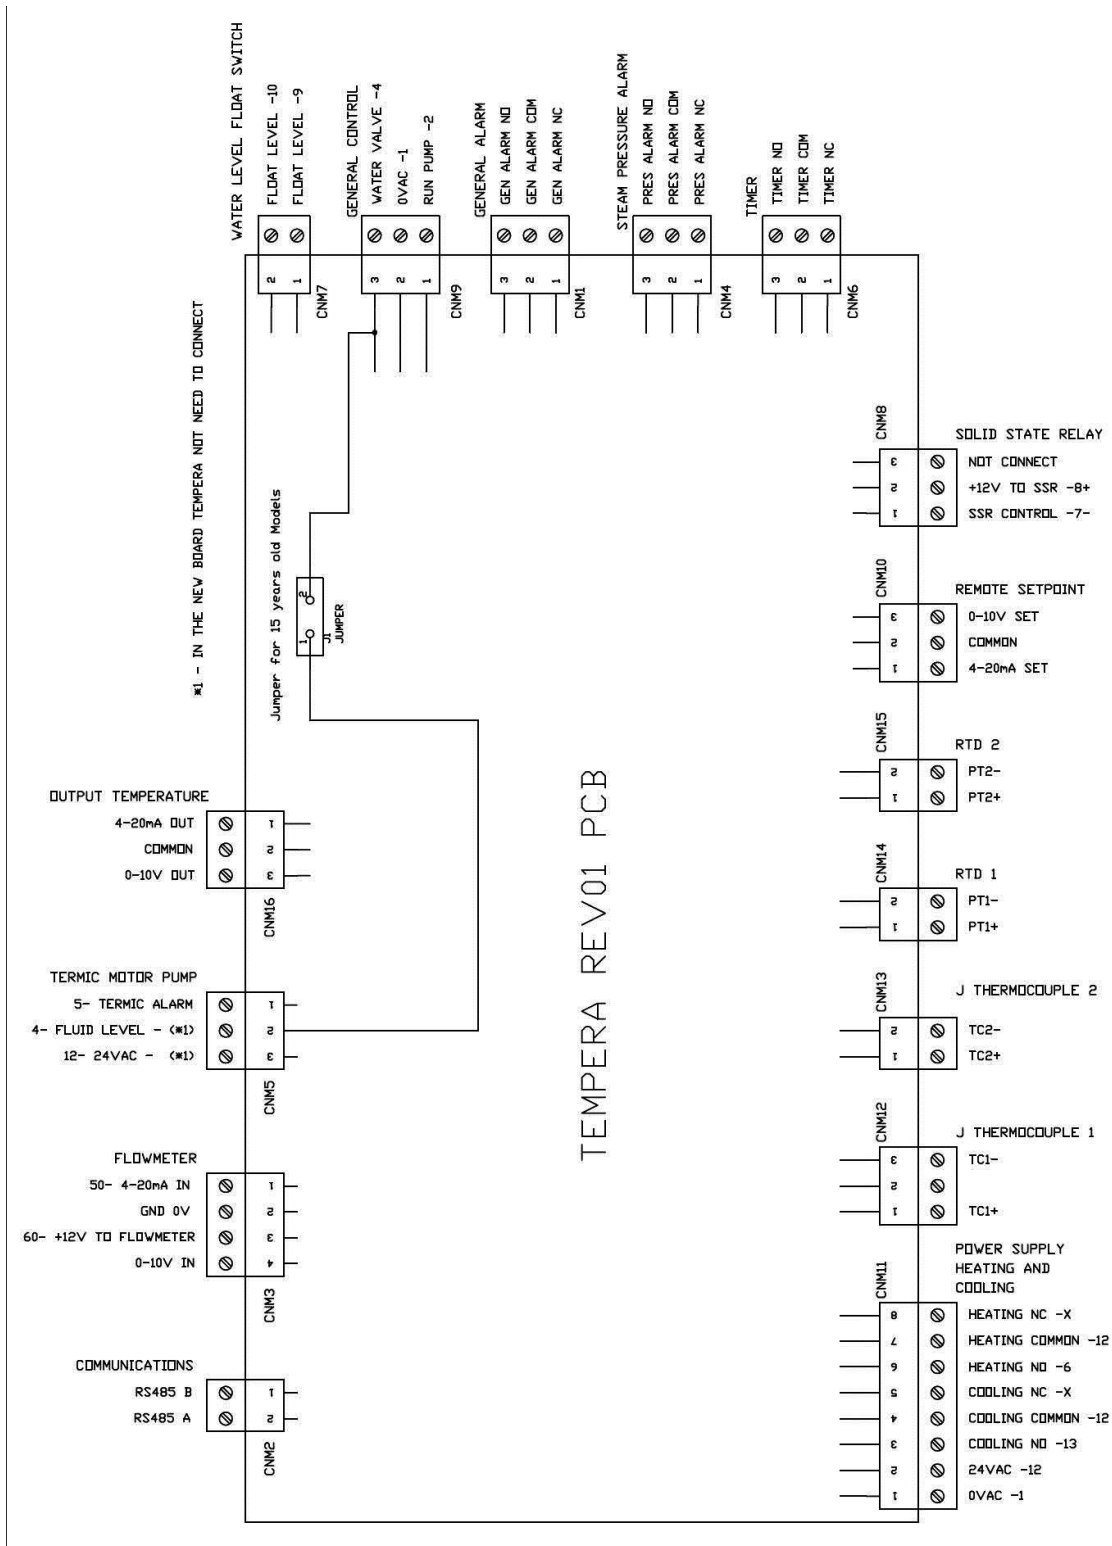 WATER LEVEL FLOAT SWITCH
FLOAT LEVEL -10
FLOAT LEVEL -9
2
1
CNM7
GENERAL CONTROL
WATER VALVE -4
0VAC -1
RUN PUMP -2
3
2
1
CNM9
GENERAL ALARM
GEN ALARM NO
GEN ALARM COM
GEN ALARM NC
3
2
1
CNM1
STEAM PRESSURE ALARM
PRES ALARM NO
PRES ALARM COM
PRES ALARM NC
3
2
1
CNM4
TIMER
TIMER NO
TIMER COM
TIMER NC
3
2
1
CNM6
*1 - IN THE NEW BOARD TEMPERA NOT NEED TO CONNECT
Jumper for 15 years old Models
1
2
J1
JUMPER
TEMPERA REV01 PCB
OUTPUT TEMPERATURE
4-20mA OUT 1
COMMON 2
0-10V OUT 3
CNM16
TERMIC MOTOR PUMP
5- TERMIC ALARM 1
4- FLUID LEVEL - (*1) 2
12- 24VAC - (*1) 3
CNM5
FLOWMETER
50- 4-20mA IN 1
GND 0V 2
60- +12V TO FLOWMETER 3
0-10V IN 4
CNM3
COMMUNICATIONS
RS485 B 1
RS485 A 2
CNM2
CNM8
SOLID STATE RELAY
3 NOT CONNECT
2 +12V TO SSR -8+
1 SSR CONTROL -7-
CNM10
REMOTE SETPOINT
3 0-10V SET
2 COMMON
1 4-20mA SET
CNM15
RTD 2
2 PT2-
1 PT2+
CNM14
RTD 1
2 PT1-
1 PT1+
CNM13
J THERMOCOUPLE 2
2 TC2-
1 TC2+
CNM12
J THERMOCOUPLE 1
3 TC1-
2
1 TC1+
CNM11
POWER SUPPLY
HEATING AND
COOLING
8 HEATING NC -X
7 HEATING COMMON -12
6 HEATING NO -6
5 COOLING NC -X
4 COOLING COMMON -12
3 COOLING NO -13
2 24VAC -12
1 0VAC -1